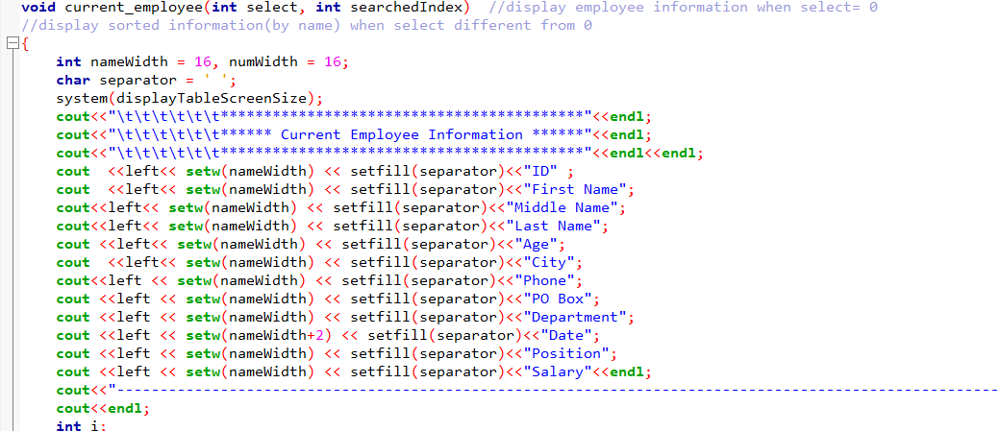 void current_employee(int select, int searchedIndex)  //display employee information when select= 0
//display sorted information(by name) when select different from 0
{
    int nameWidth = 16, numWidth = 16;
    char separator = ' ';
    system(displayTableScreenSize);
    cout<<"\t\t\t\t\t\t******************************************"<<endl;
    cout<<"\t\t\t\t\t\t****** Current Employee Information ******"<<endl;
    cout<<"\t\t\t\t\t\t******************************************"<<endl<<endl;
    cout  <<left<< setw(nameWidth) << setfill(separator)<<"ID" ;
    cout  <<left<< setw(nameWidth) << setfill(separator)<<"First Name";
    cout<<left<< setw(nameWidth) << setfill(separator)<<"Middle Name";
    cout<<left<< setw(nameWidth) << setfill(separator)<<"Last Name";
    cout <<left<< setw(nameWidth) << setfill(separator)<<"Age";
    cout  <<left<< setw(nameWidth) << setfill(separator)<<"City";
    cout<<left << setw(nameWidth) << setfill(separator)<<"Phone";
    cout <<left << setw(nameWidth) << setfill(separator)<<"PO Box";
    cout <<left << setw(nameWidth) << setfill(separator)<<"Department";
    cout <<left << setw(nameWidth+2) << setfill(separator)<<"Date";
    cout <<left << setw(nameWidth) << setfill(separator)<<"Position";
    cout <<left << setw(nameWidth) << setfill(separator)<<"Salary"<<endl;
    cout<<"------------------------------------------------------------------------------------------------------
    cout<<endl;
    int i;